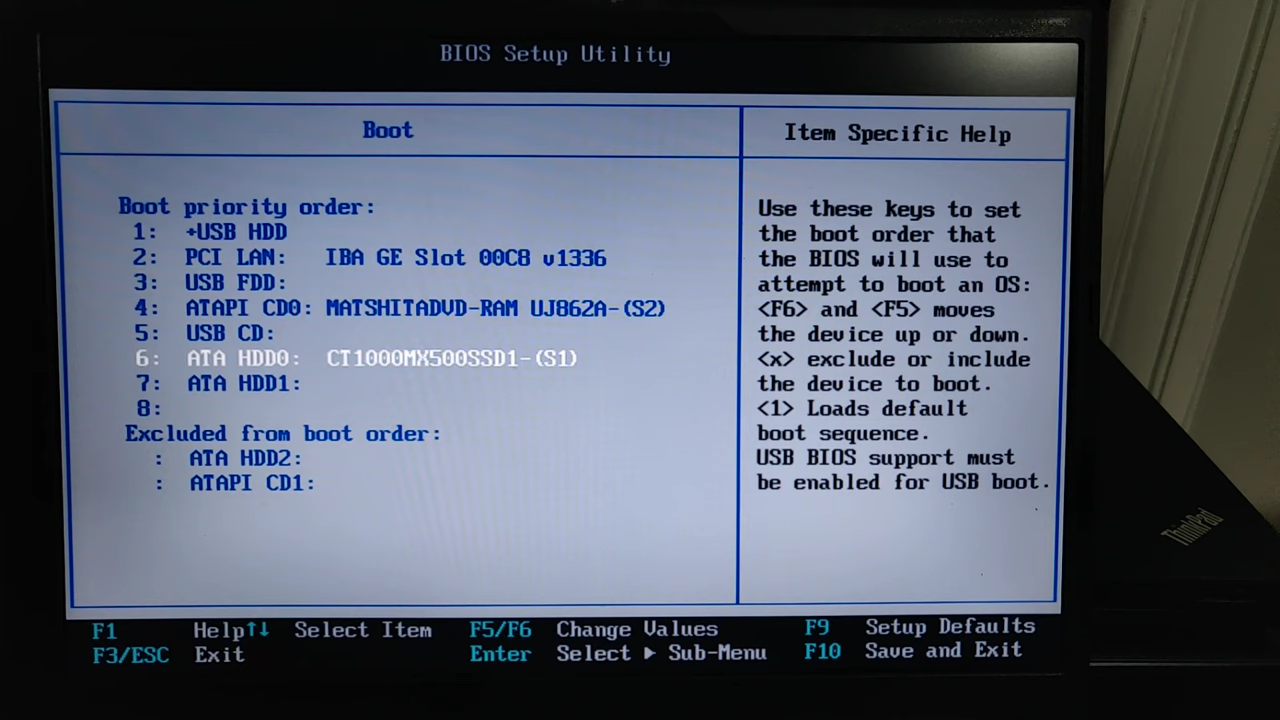 BIOS Setup Utility
Boot
Item Specific Help
Boot priority order:
1: +USB HDD
2: PCI LAN: IBA GE Slot 00C8 v1336
3: USB FDD:
4: ATAPI CD0: MATSHITADVD-RAM UJ862A-(S2)
5: USB CD:
6: ATA HDD0: CT1000MX500SSD1-(S1)
7: ATA HDD1:
8:
Excluded from boot order:
: ATA HDD2:
: ATAPI CD1:
Use these keys to set
the boot order that
the BIOS will use to
attempt to boot an OS:
<F6> and <F5> moves
the device up or down.
<x> exclude or include
the device to boot.
<1> Loads default
boot sequence.
USB BIOS support must
be enabled for USB boot.
F1 Help↑↓ Select Item F5/F6 Change Values F9 Setup Defaults
F3/ESC Exit Enter Select ▶ Sub-Menu F10 Save and Exit
ThinkPad